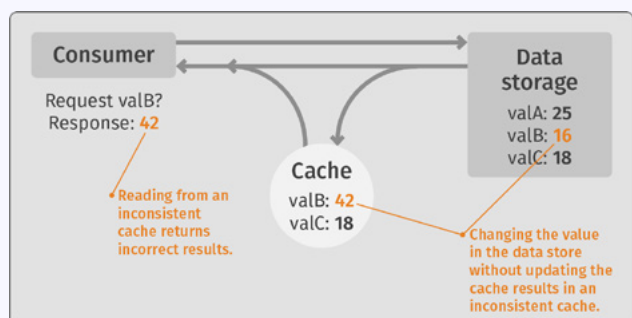 Consumer
Request valB?
Response: 42
Reading from an
inconsistent
cache returns
incorrect results.
Cache
valB: 42
valC: 18
Data
storage
valA: 25
valB: 16
valC: 18
Changing the value
in the data store
without updating the
cache results in an
inconsistent cache.